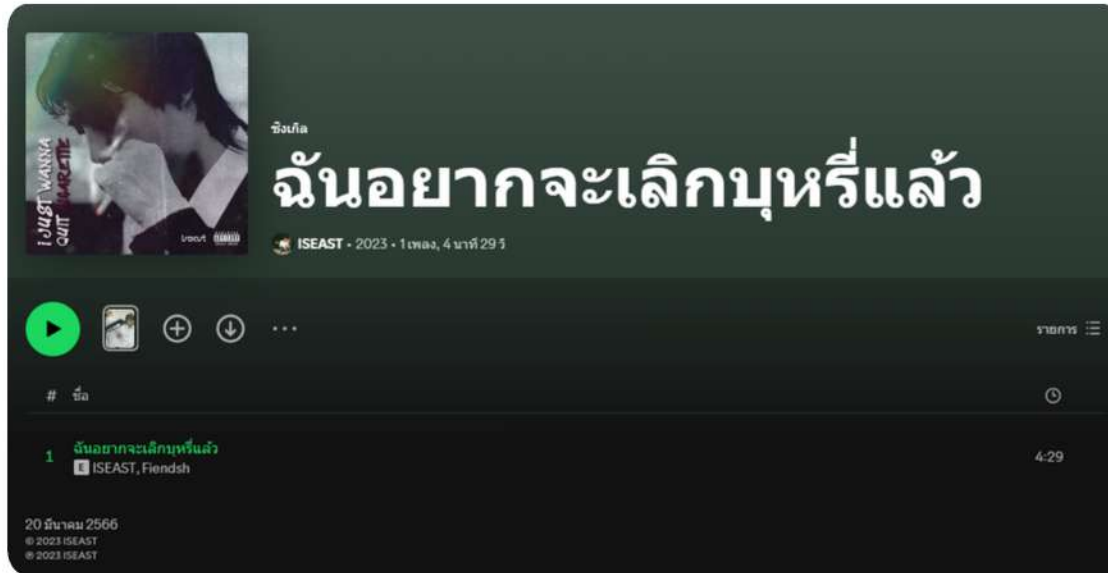 I JUST WANNA
QUIT CIGARETTE
iseast
ซิงเกิล
ฉันอยากจะเลิกบุหรี่แล้ว
ISEAST • 2023 • 1 เพลง, 4 นาที 29 วิ
รายการ
# ชื่อ
1 ฉันอยากจะเลิกบุหรี่แล้ว 4:29
E ISEAST, Fiendsh
20 มีนาคม 2566
© 2023 ISEAST
℗ 2023 ISEAST